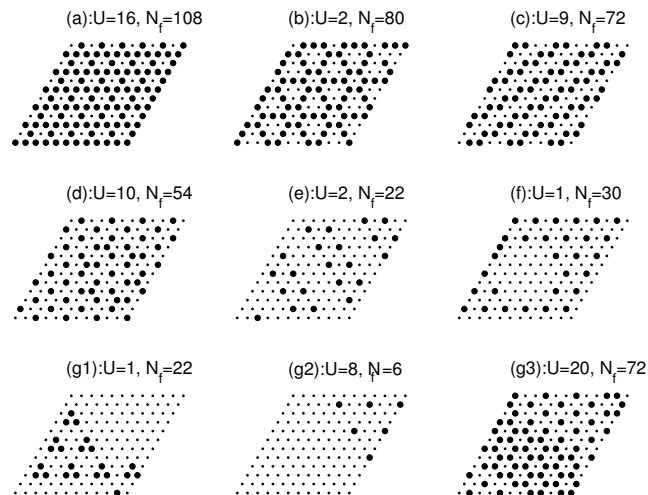 (a):U=16, N_f=108
(b):U=2, N_f=80
(c):U=9, N_f=72
(d):U=10, N_f=54
(e):U=2, N_f=22
(f):U=1, N_f=30
(g1):U=1, N_f=22
(g2):U=8, N_f=6
(g3):U=20, N_f=72